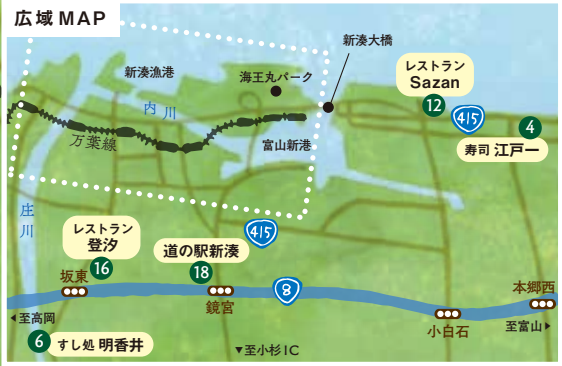 広域 MAP
新湊大橋
新湊漁港
海王丸パーク
レストラン
Sazan
12
415
4
内川
万葉線
富山新港
寿司 江戸一
庄川
レストラン
登汐
415
道の駅新湊
坂東
16
18
8
鏡宮
本郷西
◀至高岡
小白石
至富山▶
6
すし処 明香井
▼至小杉IC